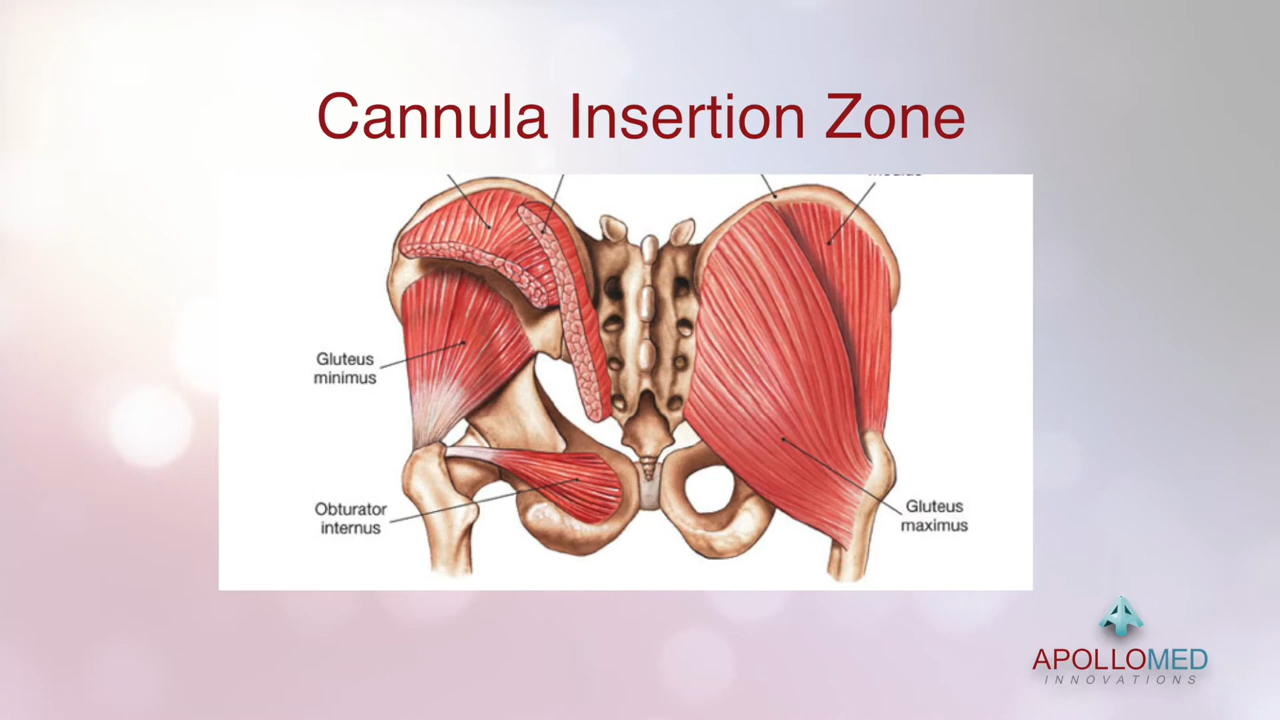 Cannula Insertion Zone
Gluteus
minimus
Obturator
internus
Gluteus
maximus
APOLLOMED
INNOVATIONS